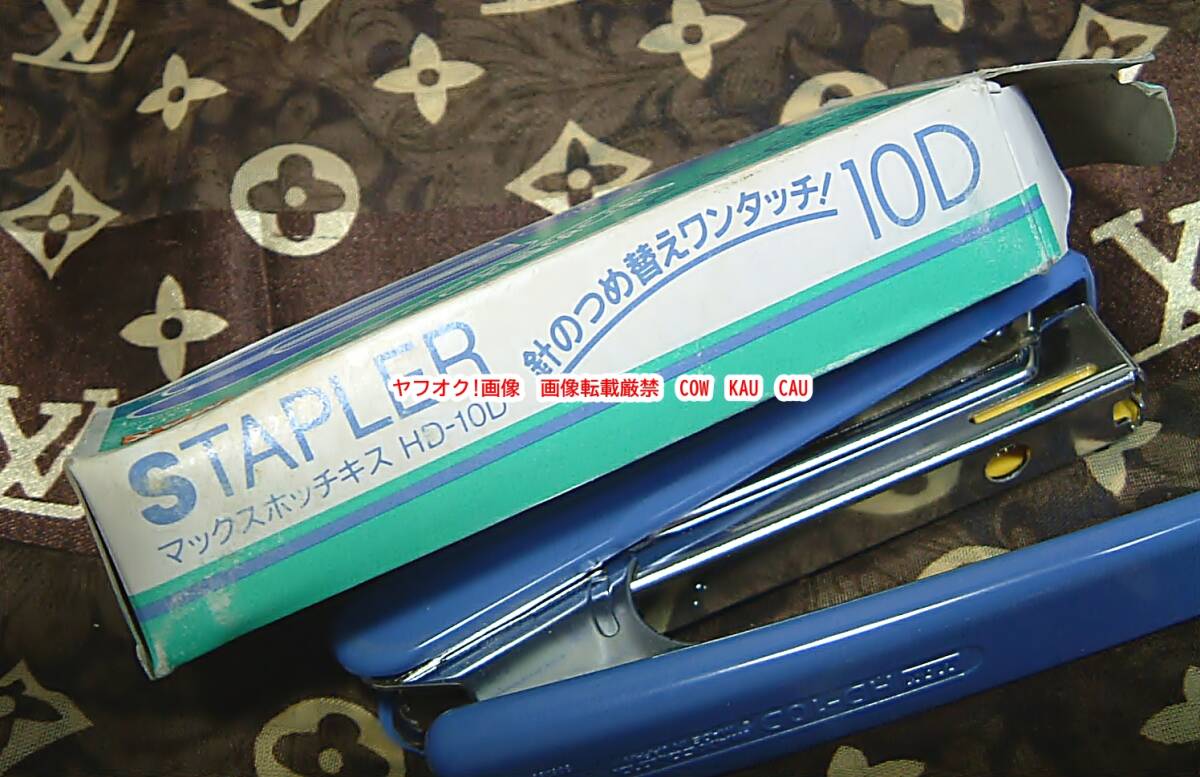 10D
針のつめ替えワンタッチ!
STAPLER
マックスホッチキス HD-10D
ヤフオク!画像 画像転載厳禁 COW KAU CAU
HD-10D